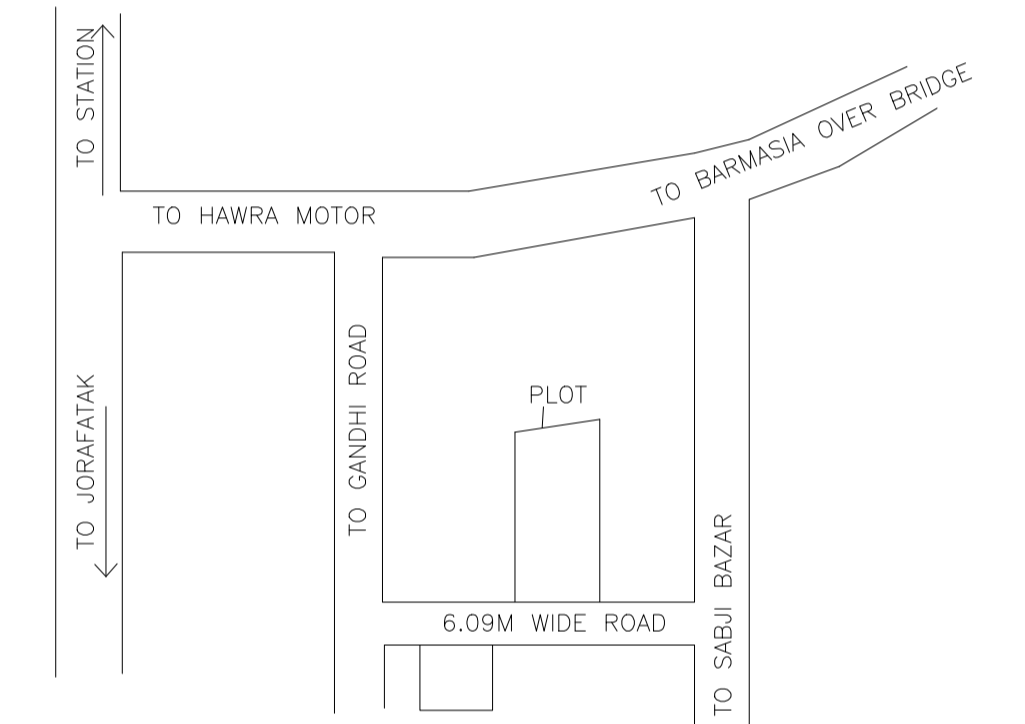 TO STATION
TO BARMASIA OVER BRIDGE
TO HAWRA MOTOR
TO JORAFATAK
TO GANDHI ROAD
PLOT
6.09M WIDE ROAD
TO SABJI BAZAR